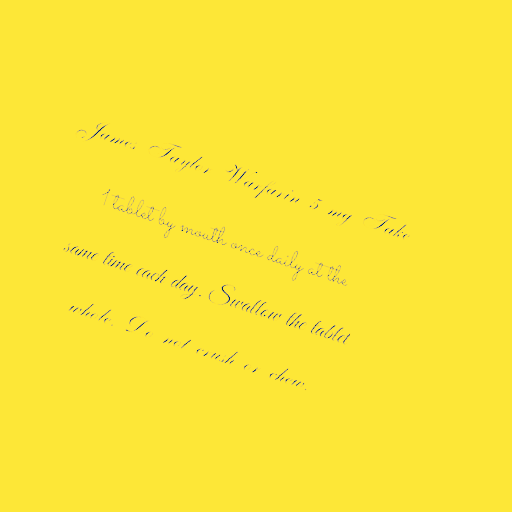 James Taylor Warfarin 5 mg Take
1 tablet by mouth once daily at the
same time each day. Swallow the tablet
whole. Do not crush or chew.